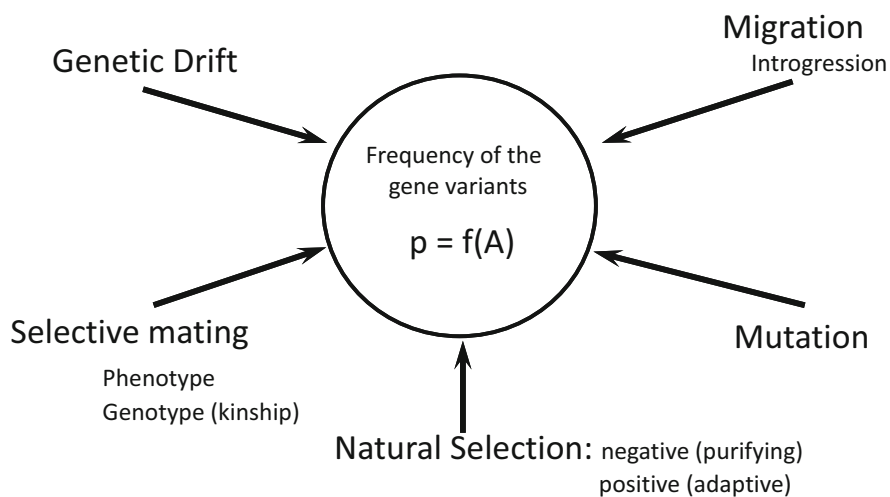 Migration
Introgression
Genetic Drift
Frequency of the
gene variants
p = f(A)
Selective mating
Phenotype
Genotype (kinship)
Mutation
Natural Selection: negative (purifying)
positive (adaptive)